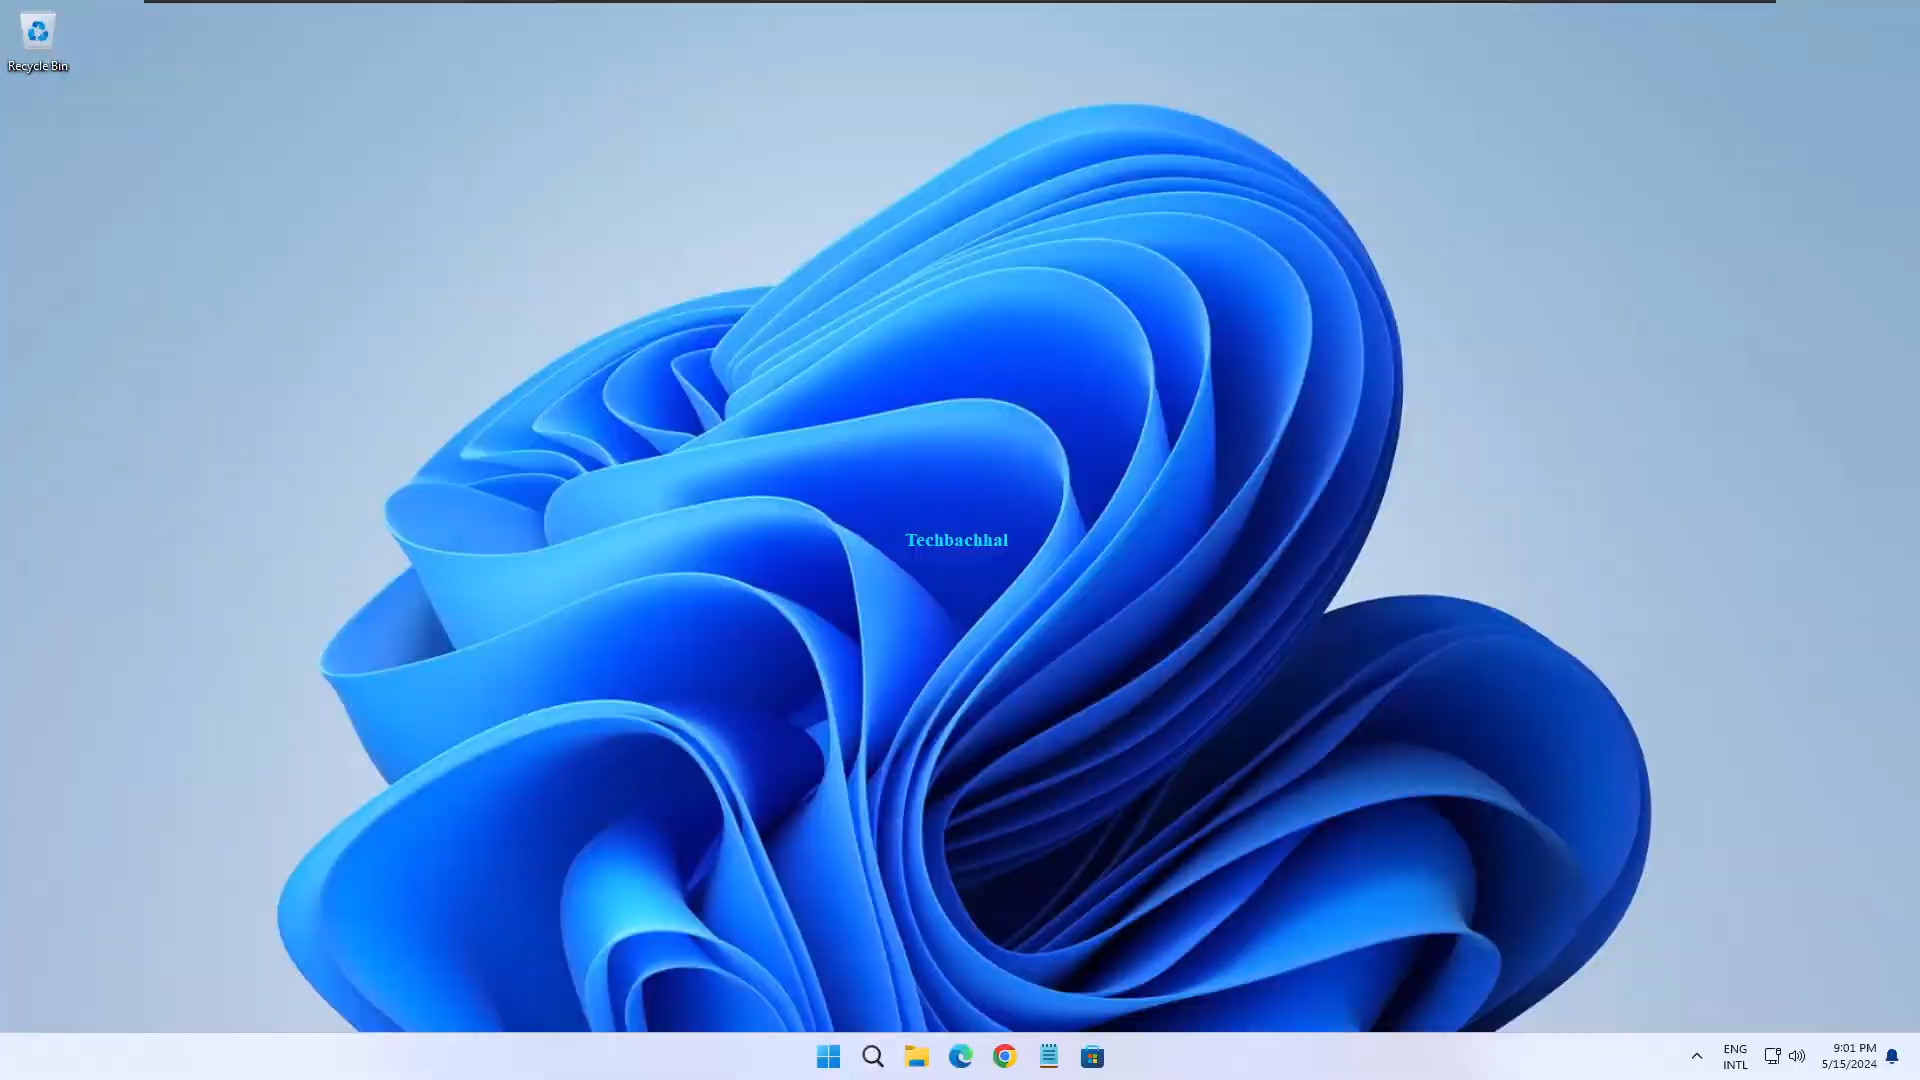 Recycle Bin
Techbachhal
ENG
INTL
9:01 PM
5/15/2024